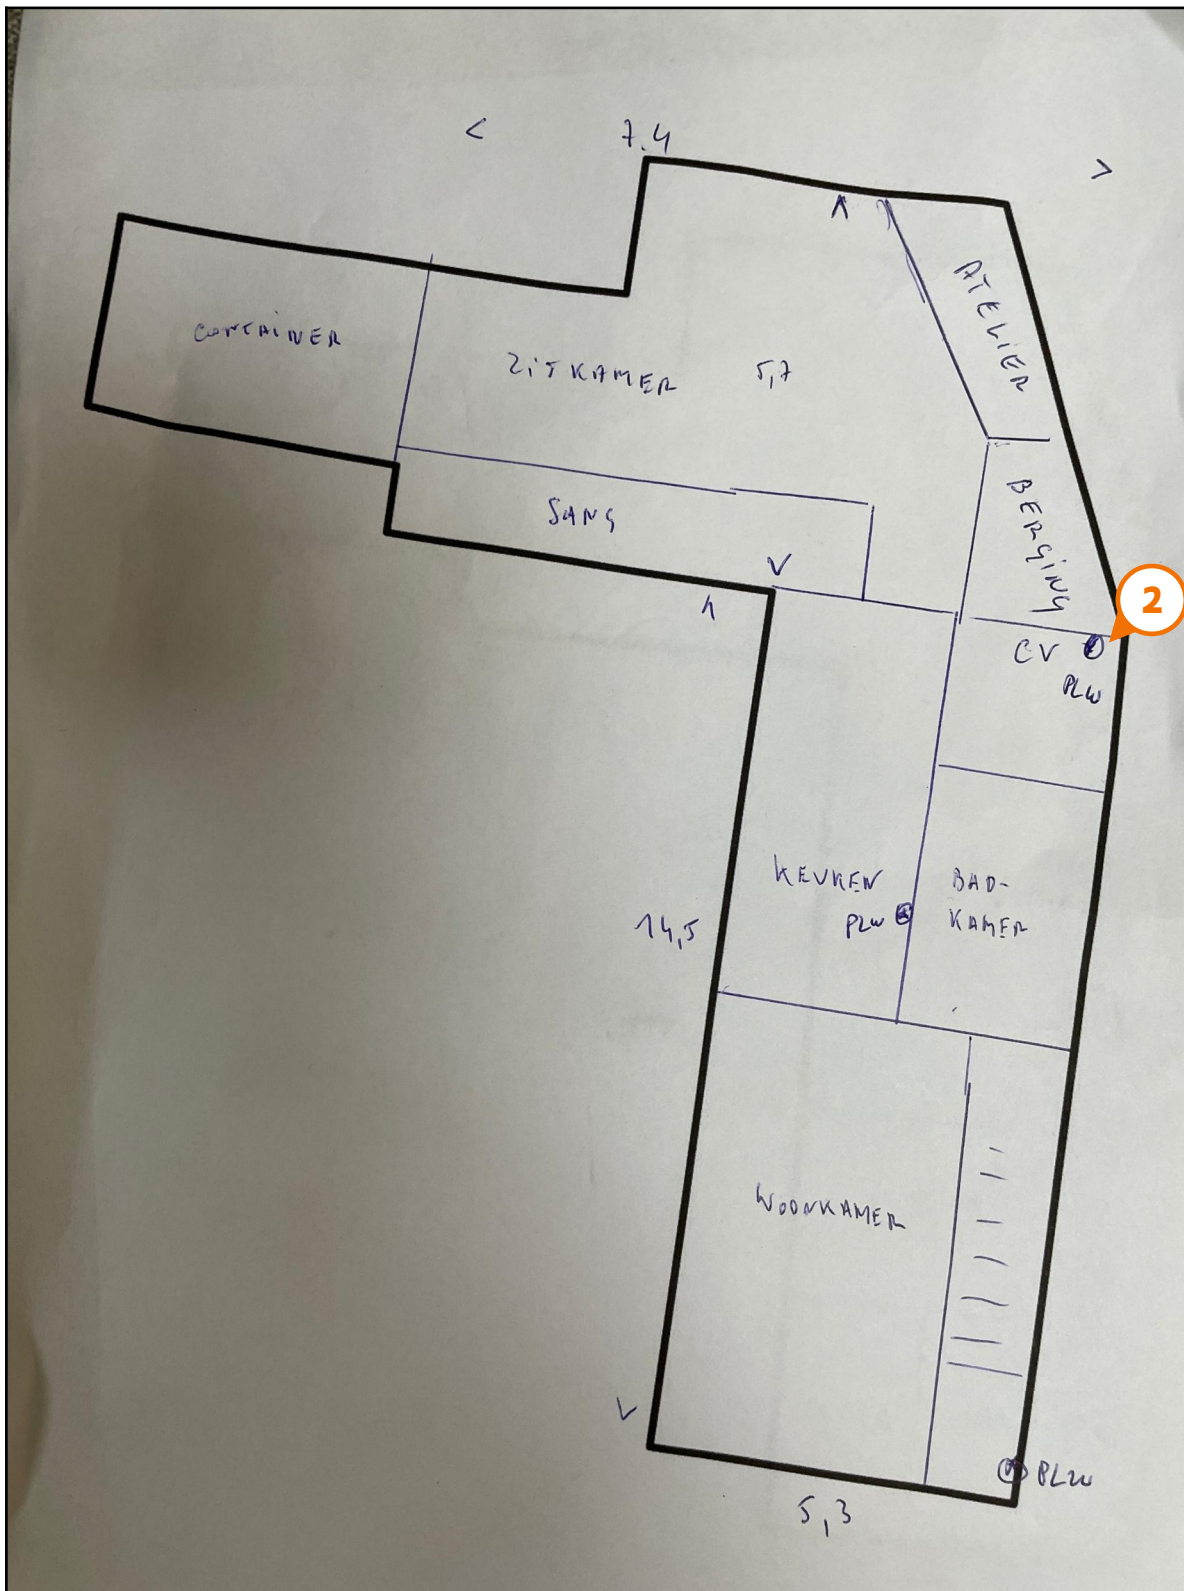 < 7.4 >
ATELIER
CONTAINER
ZITKAMER 5,7
BERGING
SANG
2
CV
PLW
KEUKEN
PLW
BAD-
KAMER
14,5
WOONKAMER
PLW
5,3